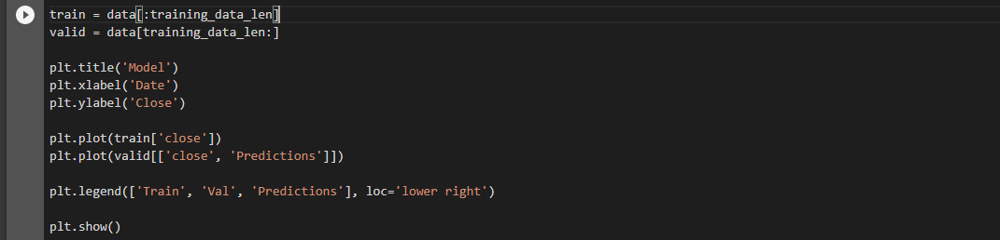 train = data[:training_data_len]
valid = data[training_data_len:]
plt.title('Model')
plt.xlabel('Date')
plt.ylabel('Close')
plt.plot(train['close'])
plt.plot(valid[['close', 'Predictions']])
plt.legend(['Train', 'Val', 'Predictions'], loc='lower right')
plt.show()